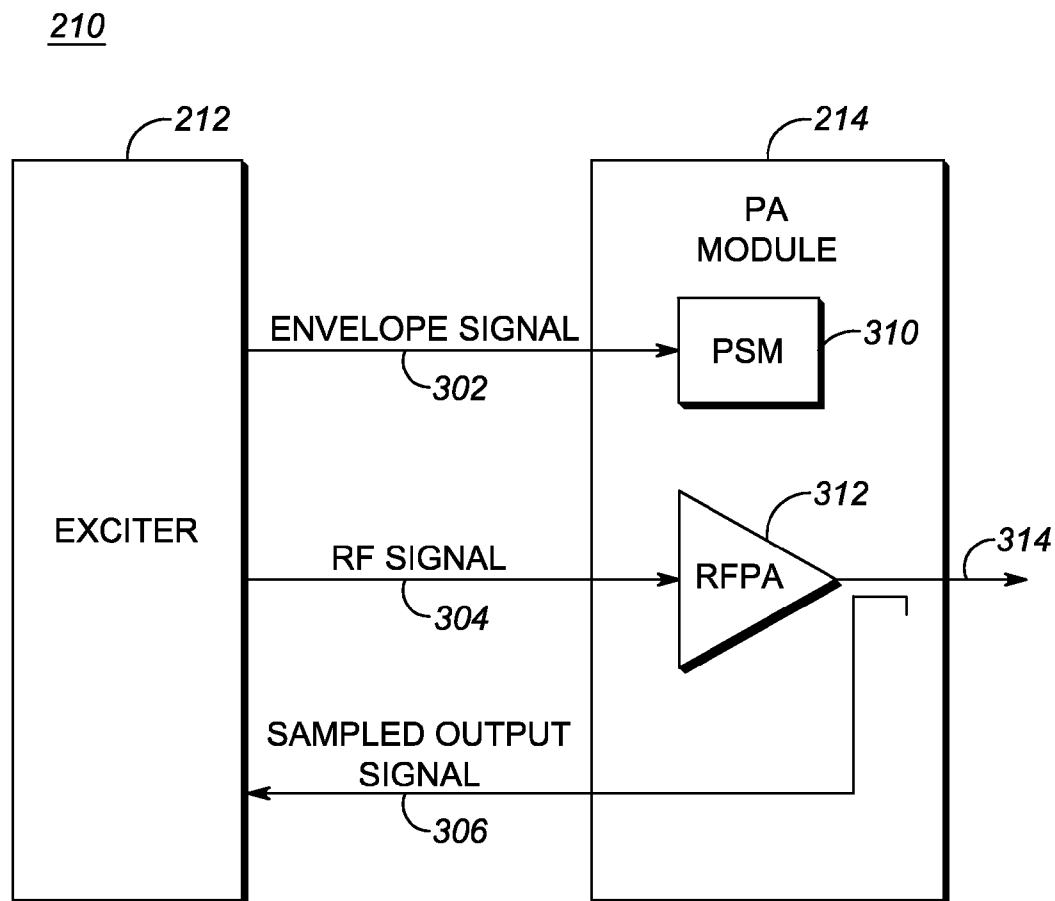 210
212
214
PA
MODULE
ENVELOPE SIGNAL
302
PSM
310
EXCITER
RF SIGNAL
304
RFPA
312
314
SAMPLED OUTPUT
SIGNAL
306